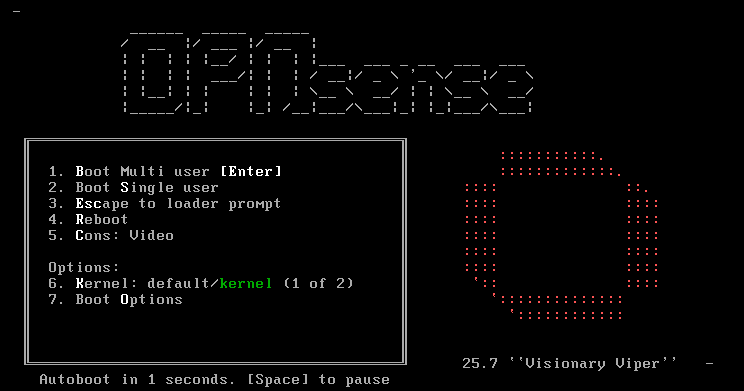 OPNsense
1. Boot Multi user [Enter]
2. Boot Single user
3. Escape to loader prompt
4. Reboot
5. Cons: Video
Options:
6. Kernel: default/kernel (1 of 2)
7. Boot Options
25.7 ``Visionary Viper''
Autoboot in 1 seconds. [Space] to pause